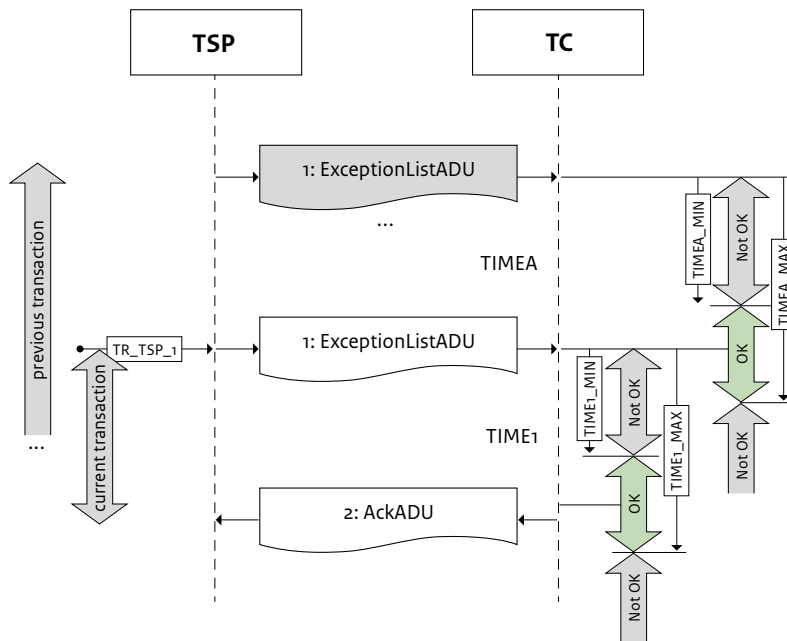 TSP
TC
1: ExceptionListADU
...
TIMEA
TIMEA_MIN
Not OK
TIMEA_MAX
OK
Not OK
previous transaction
...
TR_TSP_1
current transaction
1: ExceptionListADU
TIME1
TIME1_MIN
Not OK
TIME1_MAX
OK
Not OK
2: AckADU